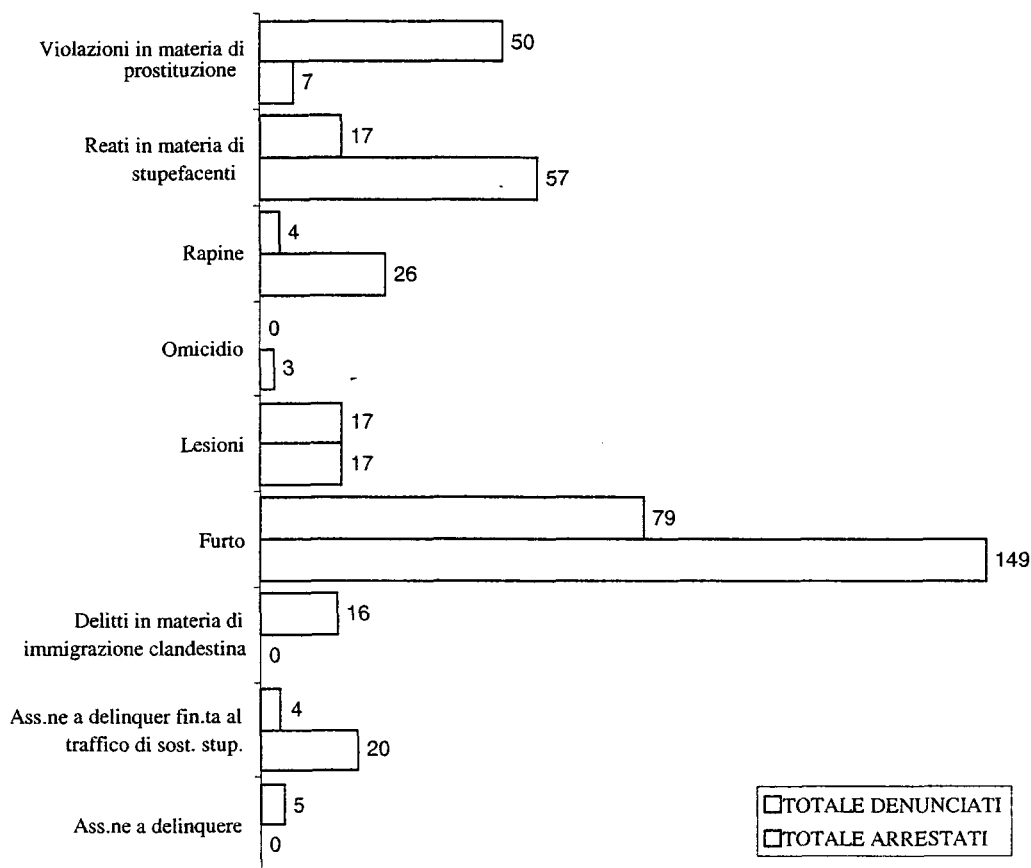 Violazioni in materia di
prostituzione
50
7
Reati in materia di
stupefacenti
17
57
Rapine
4
26
Omicidio
0
3
Lesioni
17
17
Furto
79
149
Delitti in materia di
immigrazione clandestina
16
0
Ass.ne a delinquer fin.ta al
traffico di sost. stup.
4
20
Ass.ne a delinquere
5
0
TOTALE DENUNCIATI
TOTALE ARRESTATI